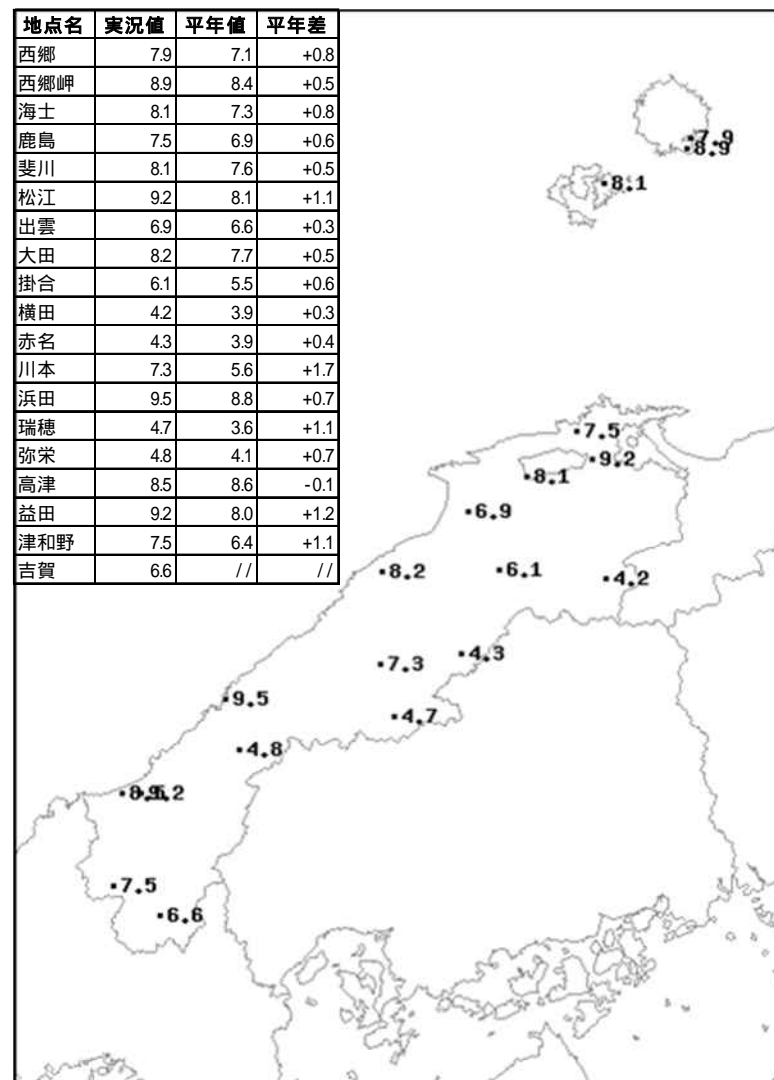 地点名 実況値 平年値 平年差
西郷 7.9 7.1 +0.8
西郷岬 8.9 8.4 +0.5
海士 8.1 7.3 +0.8
鹿島 7.5 6.9 +0.6
斐川 8.1 7.6 +0.5
松江 9.2 8.1 +1.1
出雲 6.9 6.6 +0.3
大田 8.2 7.7 +0.5
掛合 6.1 5.5 +0.6
横田 4.2 3.9 +0.3
赤名 4.3 3.9 +0.4
川本 7.3 5.6 +1.7
浜田 9.5 8.8 +0.7
瑞穂 4.7 3.6 +1.1
弥栄 4.8 4.1 +0.7
高津 8.5 8.6 -0.1
益田 9.2 8.0 +1.2
津和野 7.5 6.4 +1.1
吉賀 6.6 // //
7.9
8.9
8.1
7.5
9.2
8.1
6.9
8.2
6.1
4.2
4.3
7.3
9.5
4.7
4.8
8.5
9.2
7.5
6.6